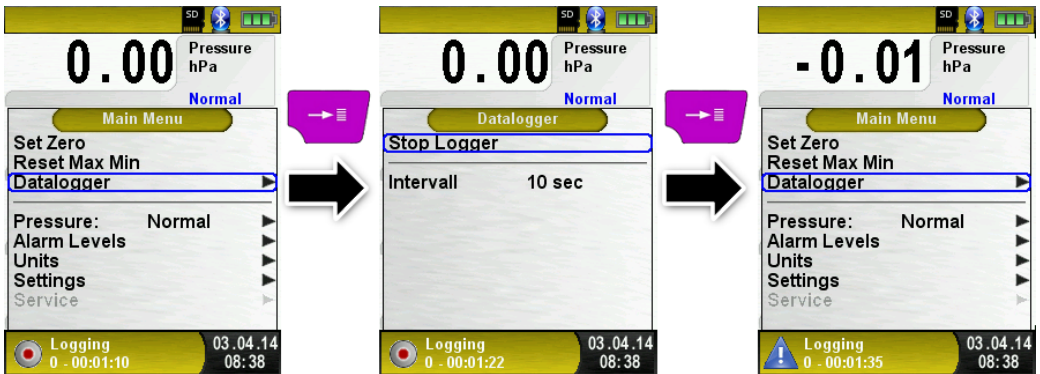 SD
0.00
Pressure
hPa
Normal
Main Menu
Set Zero
Reset Max Min
Datalogger
Pressure: Normal
Alarm Levels
Units
Settings
Service
Logging
0 - 00:01:10
03.04.14
08:38
SD
0.00
Pressure
hPa
Normal
Datalogger
Stop Logger
Intervall 10 sec
Logging
0 - 00:01:22
03.04.14
08:38
SD
-0.01
Pressure
hPa
Normal
Main Menu
Set Zero
Reset Max Min
Datalogger
Pressure: Normal
Alarm Levels
Units
Settings
Service
Logging
0 - 00:01:35
03.04.14
08:38